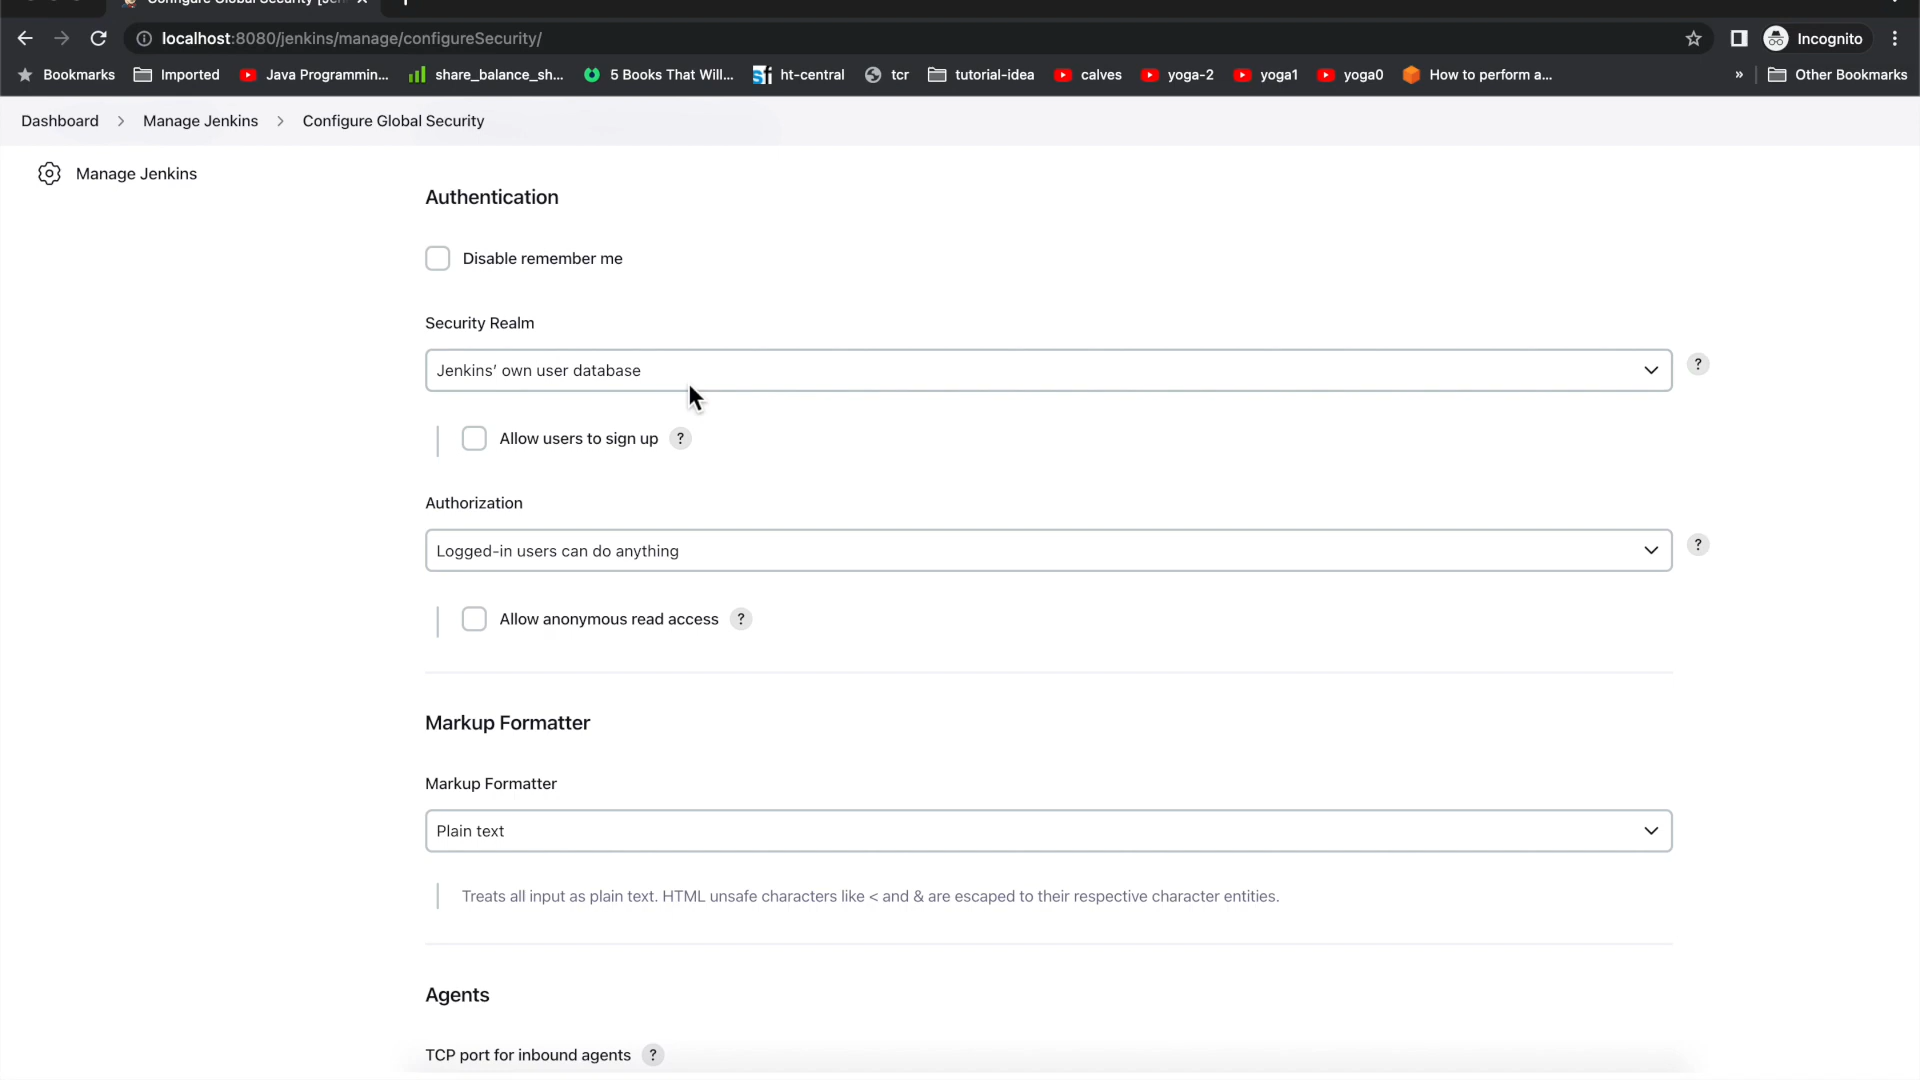 localhost:8080/jenkins/manage/configureSecurity/
Incognito
Bookmarks
Imported
Java Programmin...
share_balance_sh...
5 Books That Will...
ht-central
tcr
tutorial-idea
calves
yoga-2
yoga1
yoga0
How to perform a...
»
Other Bookmarks
Dashboard > Manage Jenkins > Configure Global Security
Manage Jenkins
Authentication
Disable remember me
Security Realm
Jenkins’ own user database
?
Allow users to sign up ?
Authorization
Logged-in users can do anything
?
Allow anonymous read access ?
Markup Formatter
Markup Formatter
Plain text
Treats all input as plain text. HTML unsafe characters like < and & are escaped to their respective character entities.
Agents
TCP port for inbound agents ?